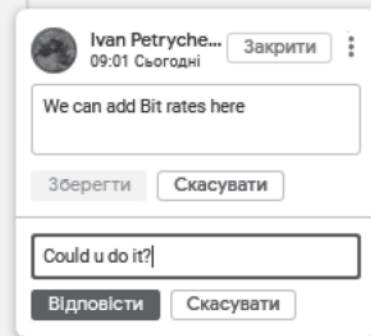 Ivan Petryche... Закрити
09:01 Сьогодні
We can add Bit rates here
Зберегти Скасувати
Could u do it?
Відповісти Скасувати